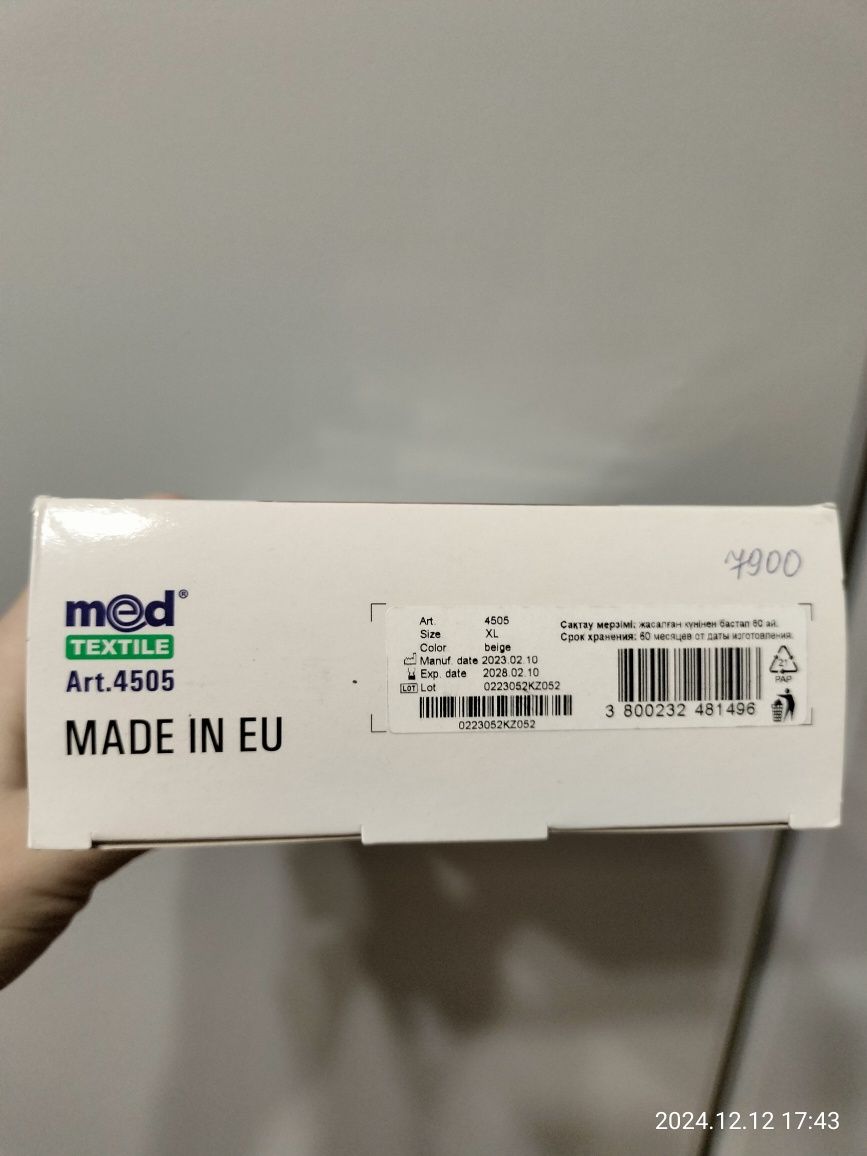 7900
med®
TEXTILE
Art.4505
MADE IN EU
Art. 4505
Size XL
Color beige
Manuf. date 2023.02.10
Exp. date 2028.02.10
LOT Lot 0223052KZ052
0223052KZ052
Сақтау мерзімі: жасалған күнінен бастап 60 ай.
Срок хранения: 60 месяцев от даты изготовления.
3 800232 481496
21
PAP
2024.12.12 17:43